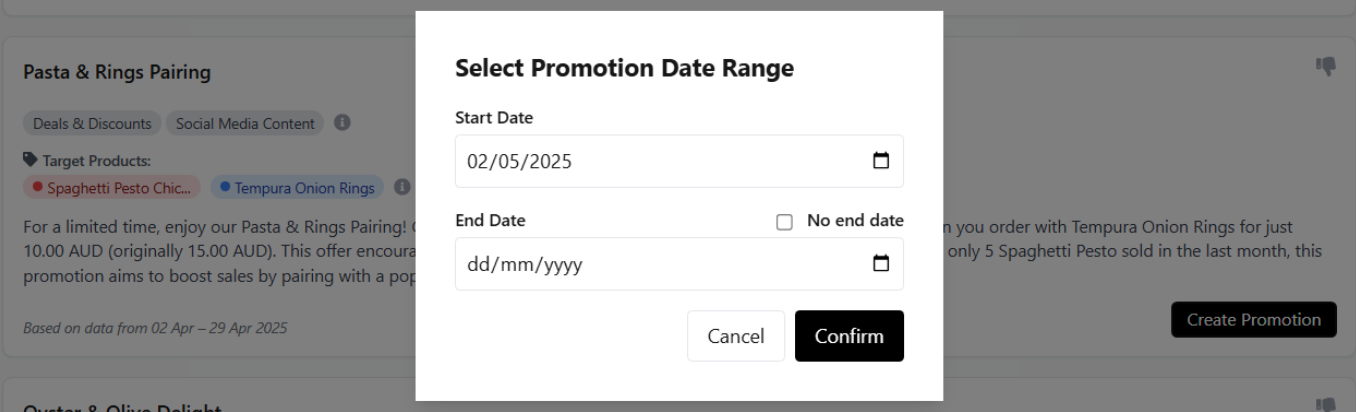 Pasta & Rings Pairing
Deals & Discounts Social Media Content
Target Products:
Spaghetti Pesto Chic... Tempura Onion Rings
For a limited time, enjoy our Pasta & Rings Pairing! n you order with Tempura Onion Rings for just
10.00 AUD (originally 15.00 AUD). This offer encoura only 5 Spaghetti Pesto sold in the last month, this
promotion aims to boost sales by pairing with a pop
Based on data from 02 Apr – 29 Apr 2025
Create Promotion
Select Promotion Date Range
Start Date
02/05/2025
End Date No end date
dd/mm/yyyy
Cancel Confirm
Oyster & Olive Delight